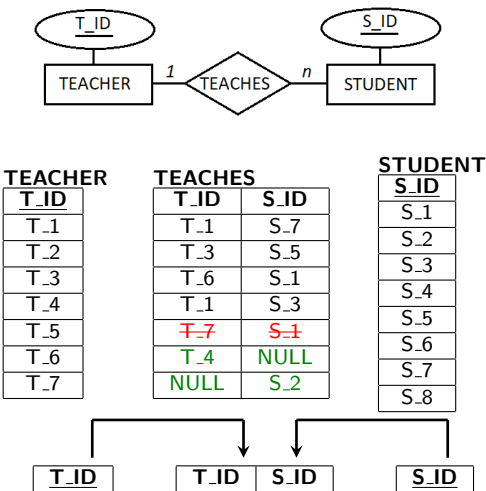 T_ID
S_ID
TEACHER 1 TEACHES n STUDENT
TEACHER
T_ID
T_1
T_2
T_3
T_4
T_5
T_6
T_7
TEACHES
T_ID S_ID
T_1 S_7
T_3 S_5
T_6 S_1
T_1 S_3
T_7 S_1
T_4 NULL
NULL S_2
STUDENT
S_ID
S_1
S_2
S_3
S_4
S_5
S_6
S_7
S_8
T_ID
T_ID S_ID
S_ID